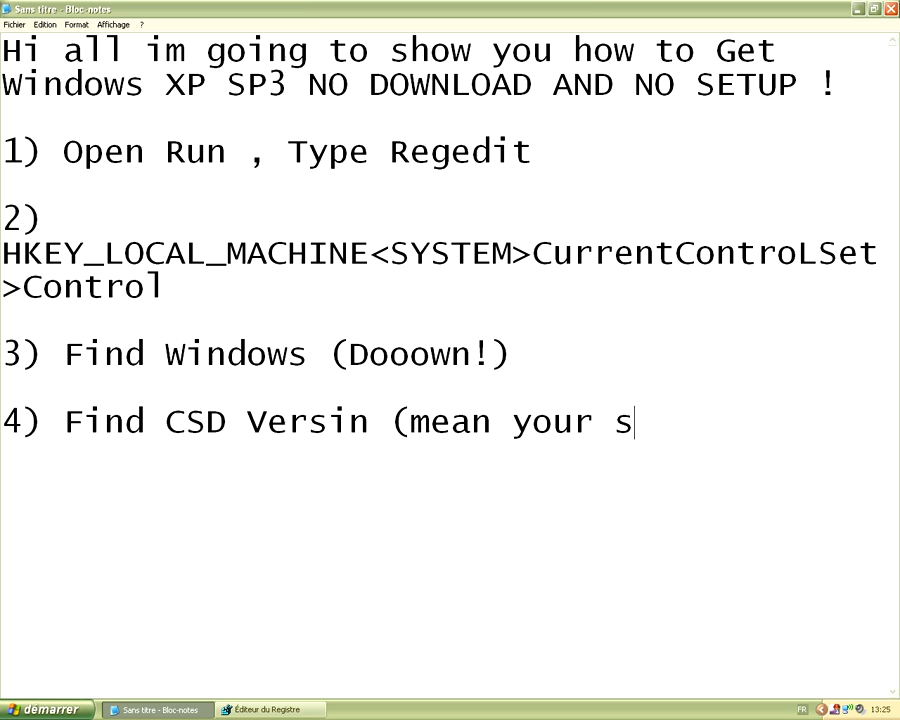 Sans titre - Bloc-notes
Fichier Edition Format Affichage ?
Hi all im going to show you how to Get
Windows XP SP3 NO DOWNLOAD AND NO SETUP !
1) Open Run , Type Regedit
2)
HKEY_LOCAL_MACHINE<SYSTEM>CurrentControLSet
>Control
3) Find Windows (Dooown!)
4) Find CSD Versin (mean your s
démarrer Sans titre - Bloc-notes Éditeur du Registre FR 13:25